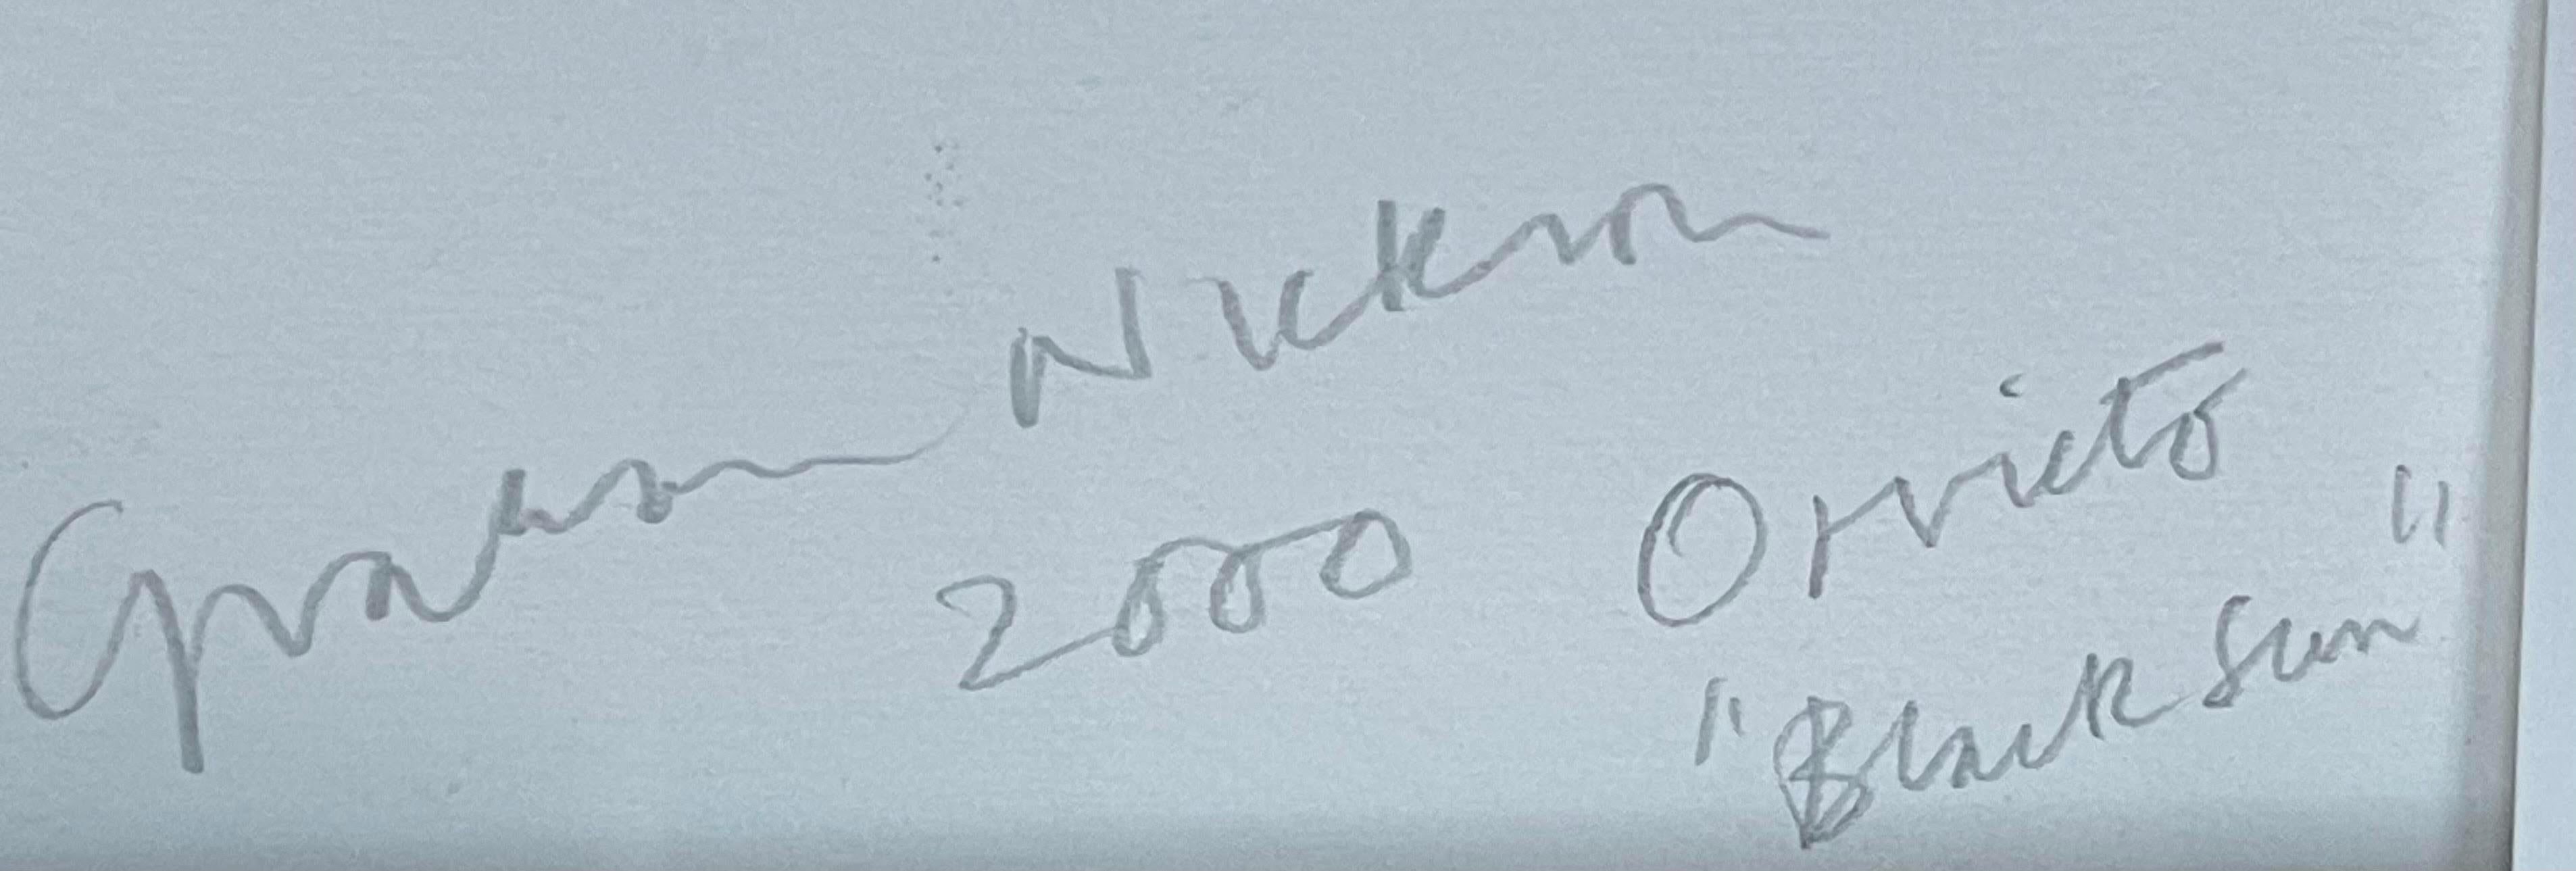 Graham Nickson
2000 Orvieto
"Black Sun"